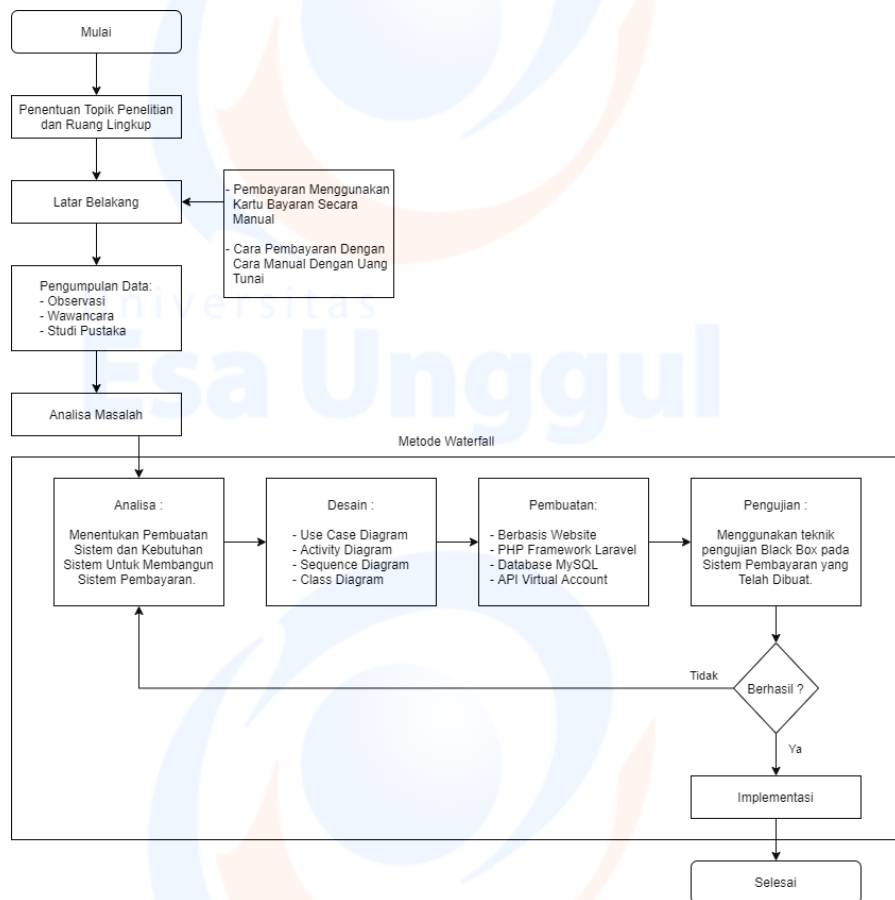 Mulai
Penentuan Topik Penelitian
dan Ruang Lingkup
Latar Belakang
- Pembayaran Menggunakan
Kartu Bayaran Secara
Manual
- Cara Pembayaran Dengan
Cara Manual Dengan Uang
Tunai
Pengumpulan Data:
- Observasi
- Wawancara
- Studi Pustaka
Universitas
Esa Unggul
Analisa Masalah
Metode Waterfall
Analisa :
Menentukan Pembuatan
Sistem dan Kebutuhan
Sistem Untuk Membangun
Sistem Pembayaran.
Desain :
- Use Case Diagram
- Activity Diagram
- Sequence Diagram
- Class Diagram
Pembuatan:
- Berbasis Website
- PHP Framework Laravel
- Database MySQL
- API Virtual Account
Pengujian :
Menggunakan teknik
pengujian Black Box pada
Sistem Pembayaran yang
Telah Dibuat.
Tidak
Berhasil ?
Ya
Implementasi
Selesai